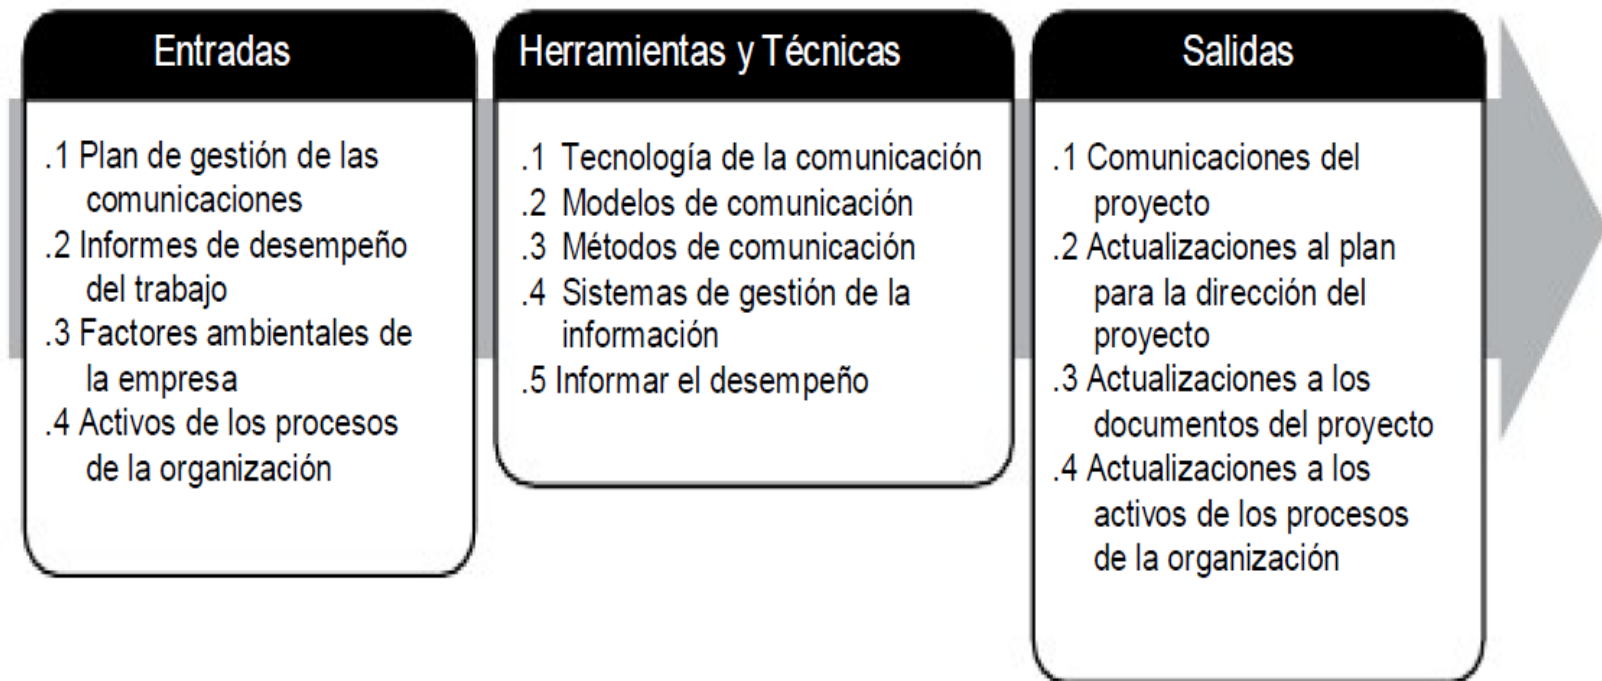 Entradas
.1 Plan de gestión de las
comunicaciones
.2 Informes de desempeño
del trabajo
.3 Factores ambientales de
la empresa
.4 Activos de los procesos
de la organización
Herramientas y Técnicas
.1 Tecnología de la comunicación
.2 Modelos de comunicación
.3 Métodos de comunicación
.4 Sistemas de gestión de la
información
.5 Informar el desempeño
Salidas
.1 Comunicaciones del
proyecto
.2 Actualizaciones al plan
para la dirección del
proyecto
.3 Actualizaciones a los
documentos del proyecto
.4 Actualizaciones a los
activos de los procesos
de la organización